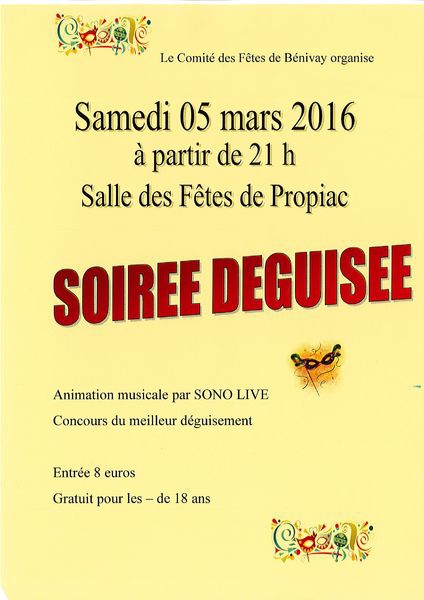 Le Comité des Fêtes de Bénivay organise
Samedi 05 mars 2016
à partir de 21 h
Salle des Fêtes de Propiac
SOIREE DEGUISEE
Animation musicale par SONO LIVE
Concours du meilleur déguisement
Entrée 8 euros
Gratuit pour les – de 18 ans